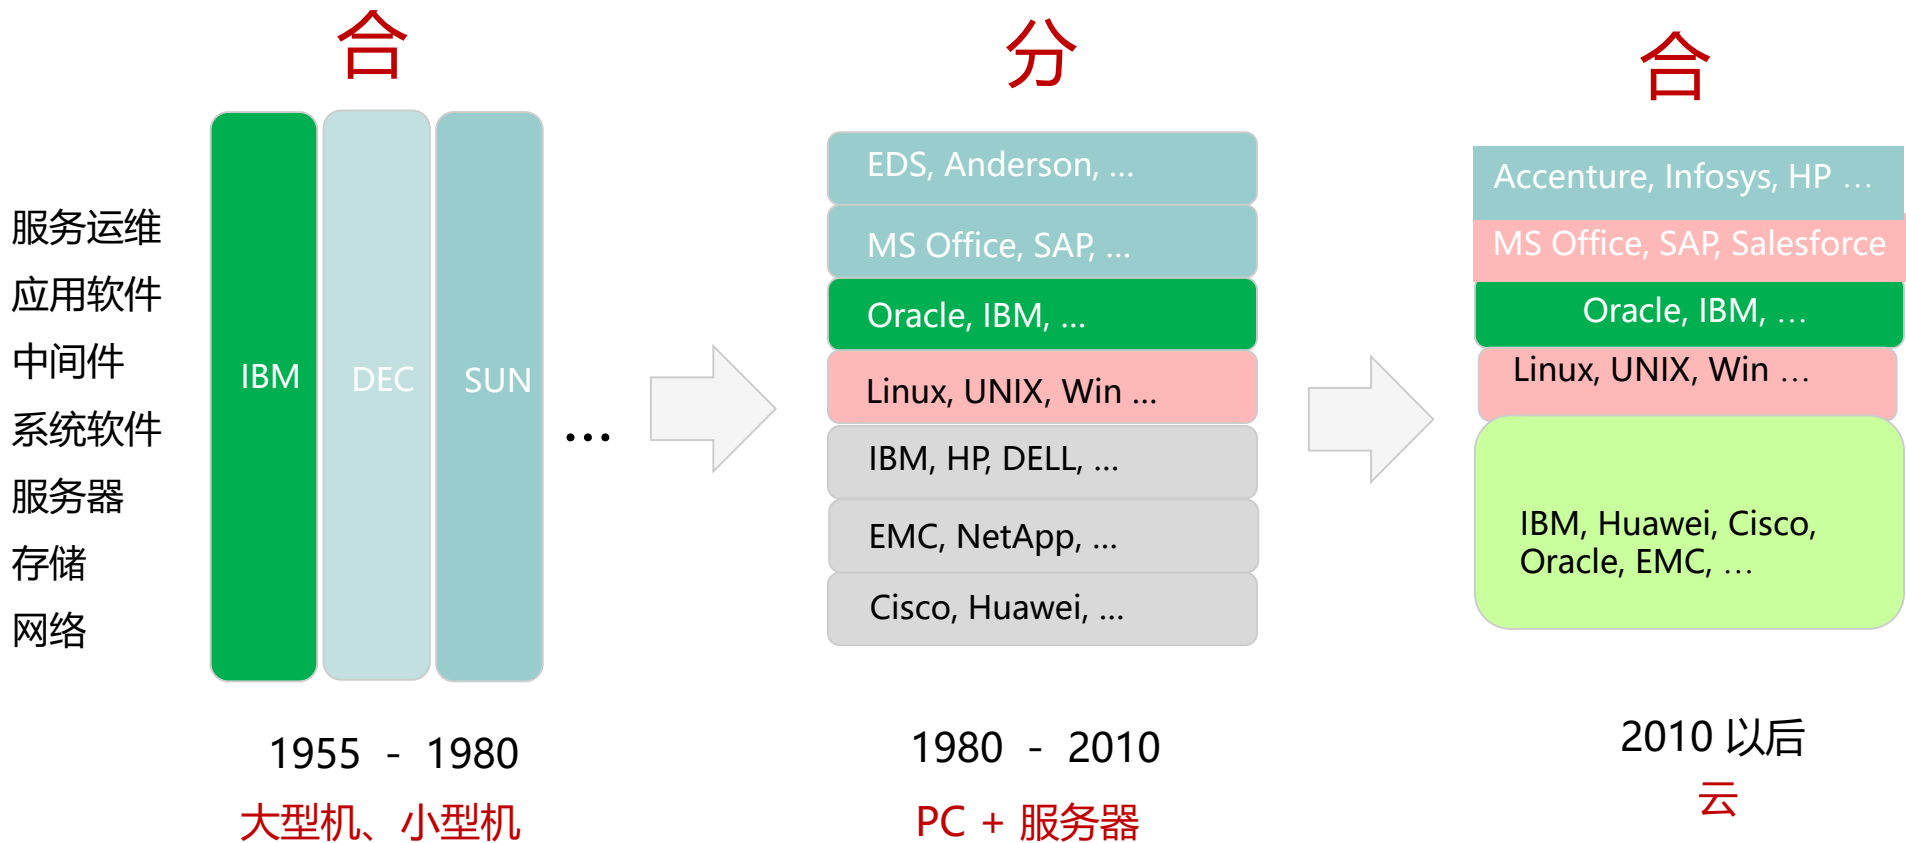 合
分
合
服务运维
应用软件
中间件
系统软件
服务器
存储
网络
IBM
DEC
SUN
...
EDS, Anderson, ...
MS Office, SAP, ...
Oracle, IBM, ...
Linux, UNIX, Win ...
IBM, HP, DELL, ...
EMC, NetApp, ...
Cisco, Huawei, ...
Accenture, Infosys, HP …
MS Office, SAP, Salesforce
Oracle, IBM, …
Linux, UNIX, Win …
IBM, Huawei, Cisco,
Oracle, EMC, …
1955 - 1980
大型机、小型机
1980 - 2010
PC + 服务器
2010 以后
云